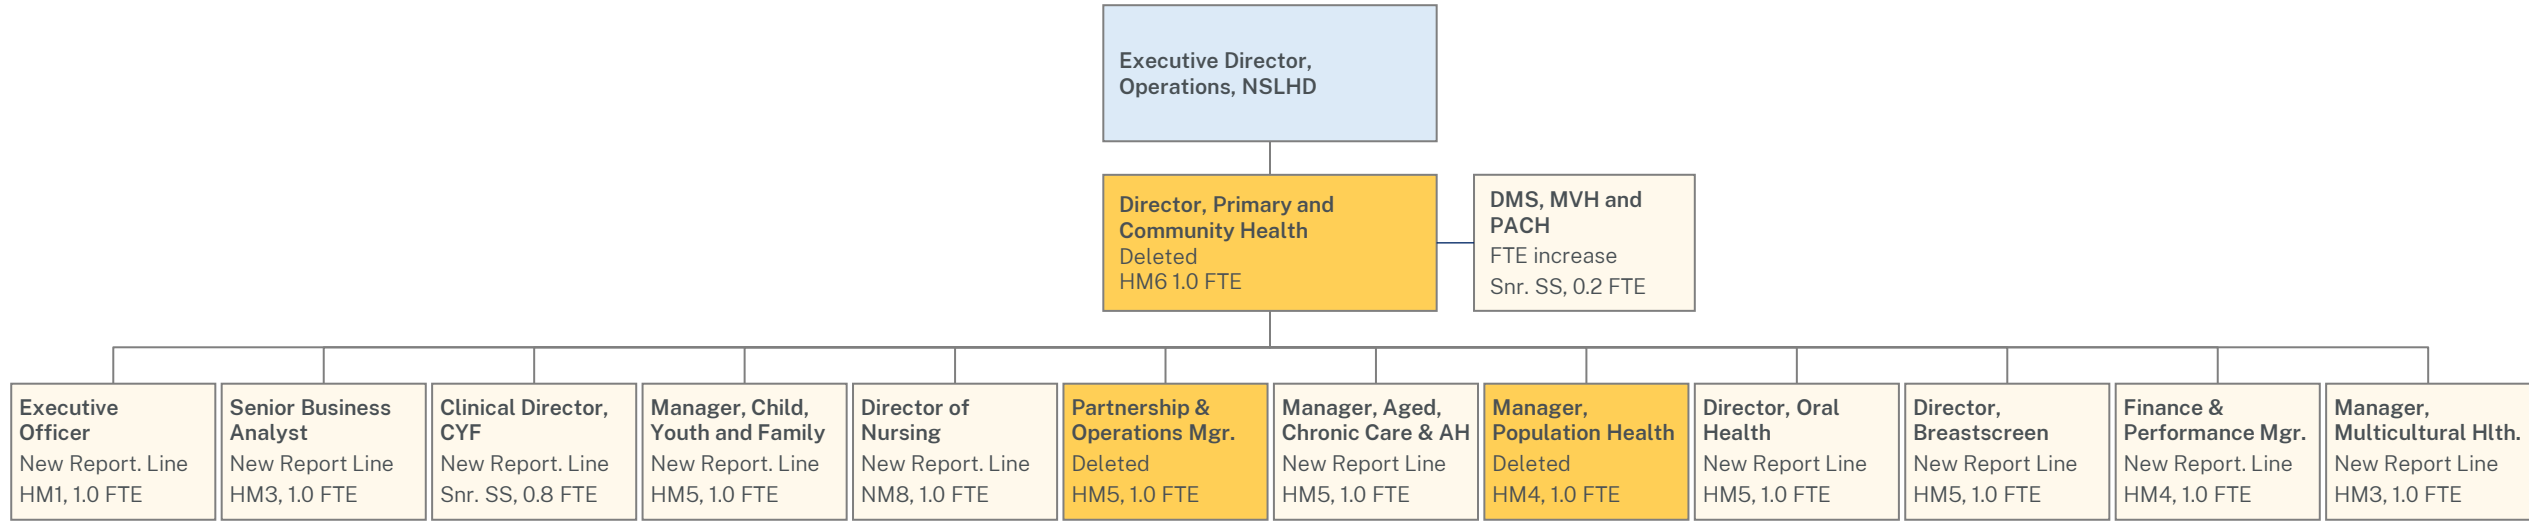 Executive Director,
Operations, NSLHD
Director, Primary and
Community Health
Deleted
HM6 1.0 FTE
DMS, MVH and
PACH
FTE increase
Snr. SS, 0.2 FTE
Executive
Officer
New Report. Line
HM1, 1.0 FTE
Senior Business
Analyst
New Report Line
HM3, 1.0 FTE
Clinical Director,
CYF
New Report. Line
Snr. SS, 0.8 FTE
Manager, Child,
Youth and Family
New Report. Line
HM5, 1.0 FTE
Director of
Nursing
New Report. Line
NM8, 1.0 FTE
Partnership &
Operations Mgr.
Deleted
HM5, 1.0 FTE
Manager, Aged,
Chronic Care & AH
New Report Line
HM5, 1.0 FTE
Manager,
Population Health
Deleted
HM4, 1.0 FTE
Director, Oral
Health
New Report Line
HM5, 1.0 FTE
Director,
Breastscreen
New Report Line
HM5, 1.0 FTE
Finance &
Performance Mgr.
New Report. Line
HM4, 1.0 FTE
Manager,
Multicultural Hlth.
New Report Line
HM3, 1.0 FTE